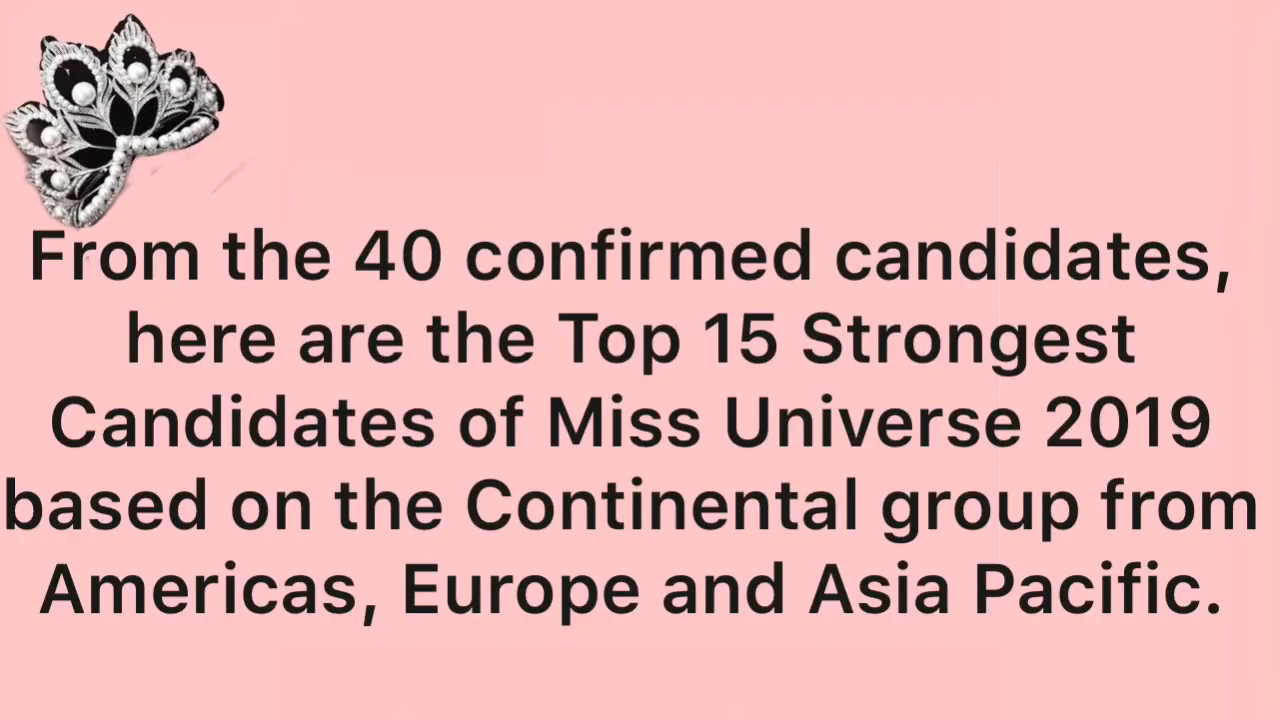 From the 40 confirmed candidates,
here are the Top 15 Strongest
Candidates of Miss Universe 2019
based on the Continental group from
Americas, Europe and Asia Pacific.